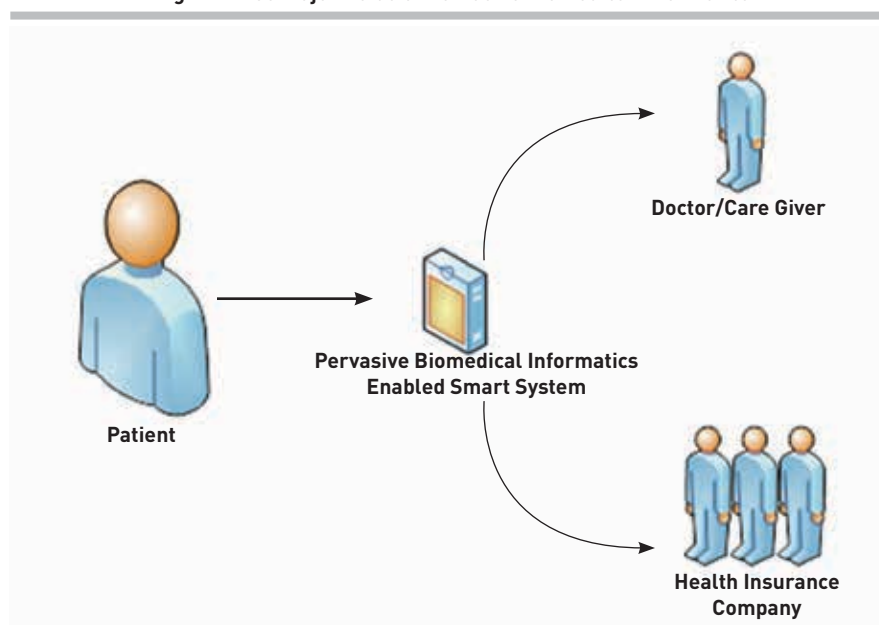 Doctor/Care Giver
Pervasive Biomedical Informatics
Enabled Smart System
Patient
Health Insurance
Company